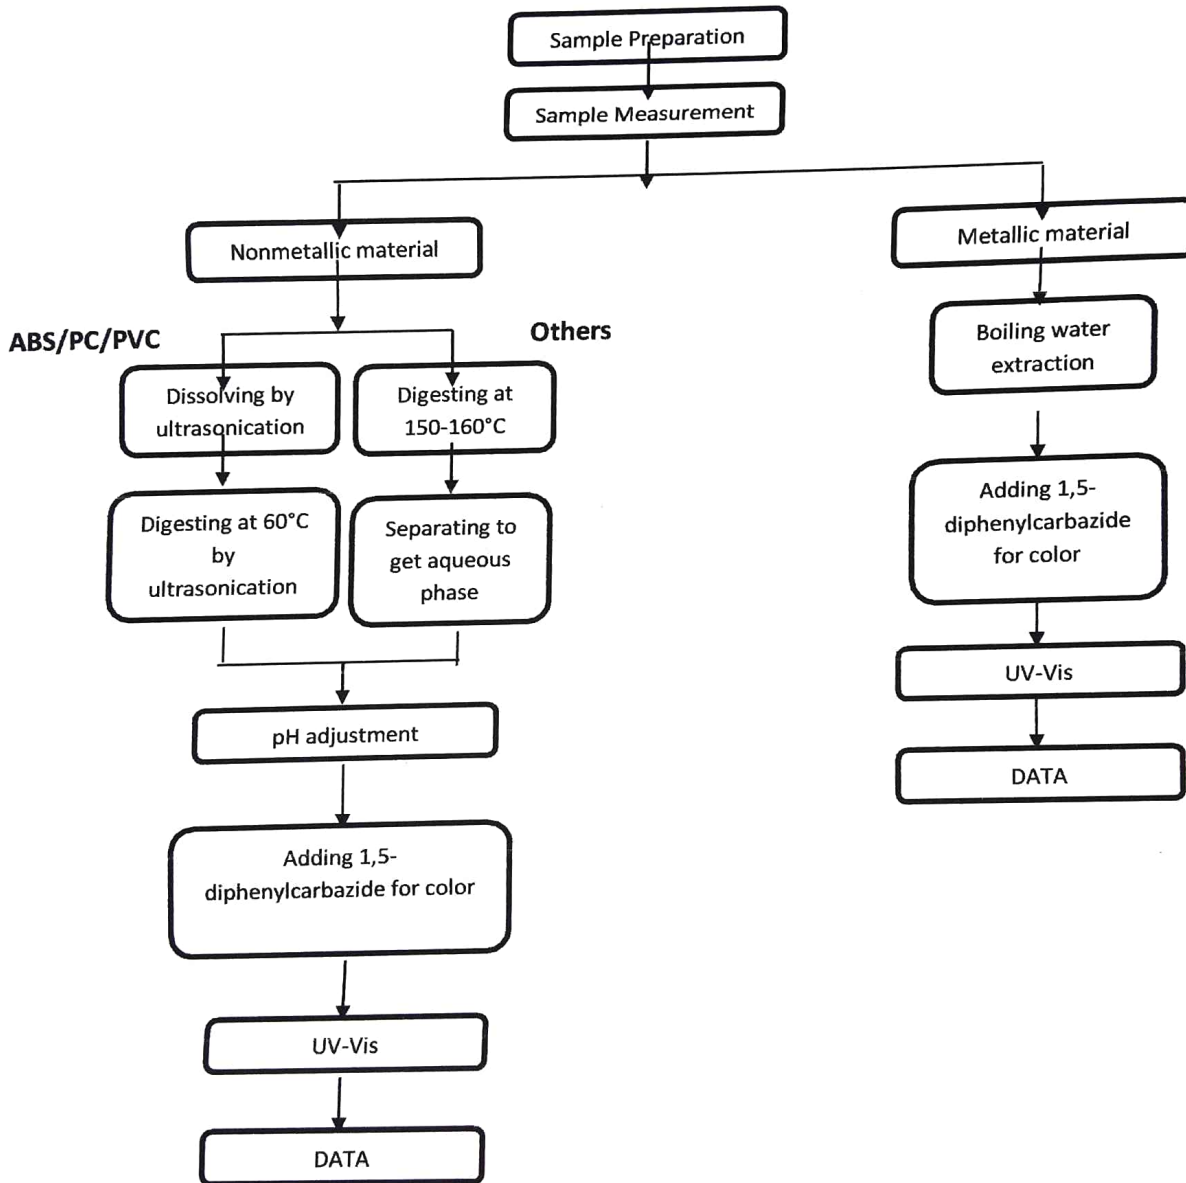 Sample Preparation
Sample Measurement
Nonmetallic material
Metallic material
ABS/PC/PVC
Others
Dissolving by
ultrasonication
Digesting at
150-160°C
Boiling water
extraction
Digesting at 60°C
by
ultrasonication
Separating to
get aqueous
phase
Adding 1,5-
diphenylcarbazide
for color
UV-Vis
DATA
pH adjustment
Adding 1,5-
diphenylcarbazide for color
UV-Vis
DATA